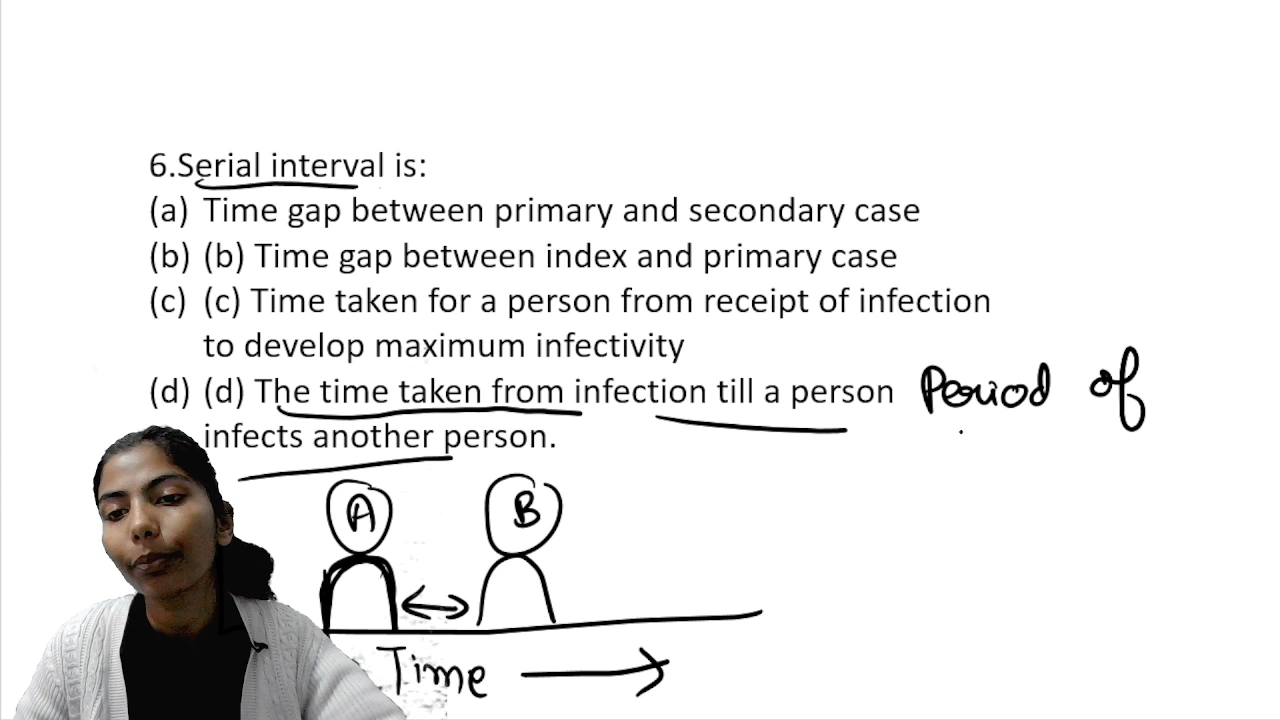 6.Serial interval is:
(a) Time gap between primary and secondary case
(b) (b) Time gap between index and primary case
(c) (c) Time taken for a person from receipt of infection
to develop maximum infectivity
(d) (d) The time taken from infection till a person
infects another person.
Period of
A
B
Time